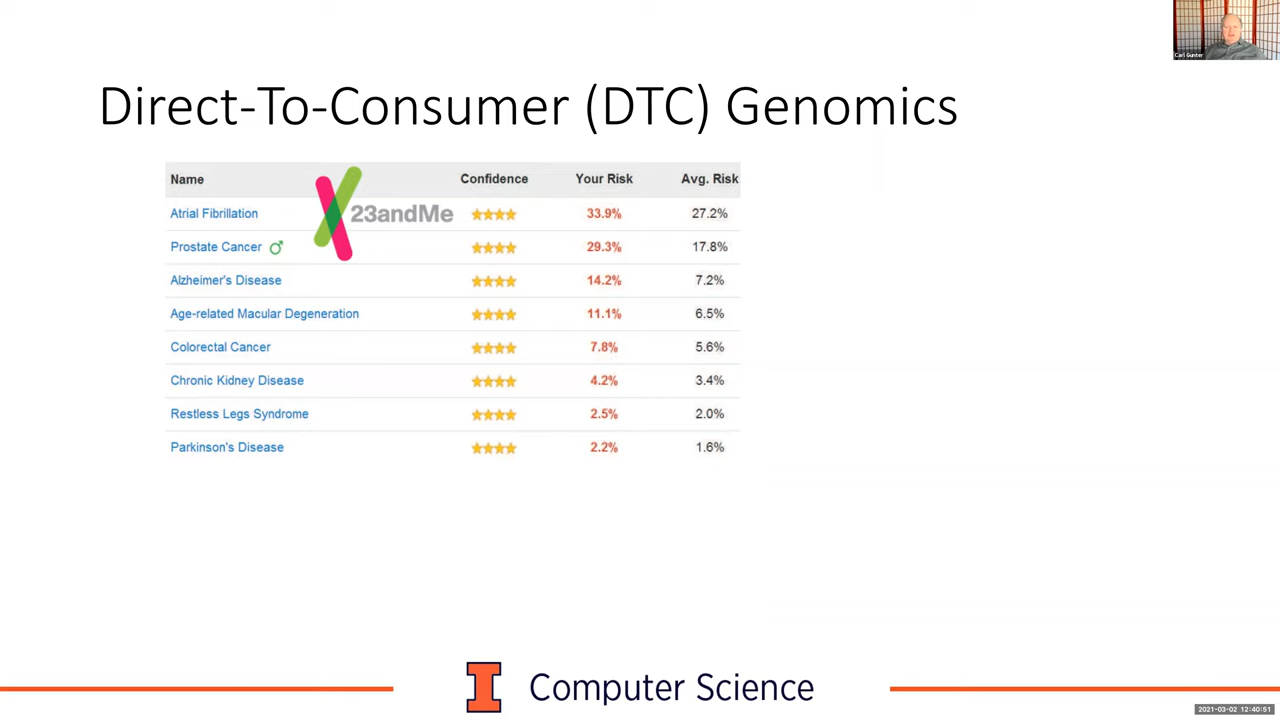 Carl Gunter
Direct-To-Consumer (DTC) Genomics
Name Confidence Your Risk Avg. Risk
23andMe
Atrial Fibrillation ★★★★ 33.9% 27.2%
Prostate Cancer ♂ ★★★★ 29.3% 17.8%
Alzheimer's Disease ★★★★ 14.2% 7.2%
Age-related Macular Degeneration ★★★★ 11.1% 6.5%
Colorectal Cancer ★★★★ 7.8% 5.6%
Chronic Kidney Disease ★★★★ 4.2% 3.4%
Restless Legs Syndrome ★★★★ 2.5% 2.0%
Parkinson's Disease ★★★★ 2.2% 1.6%
I Computer Science
2021-03-02 12:40:51